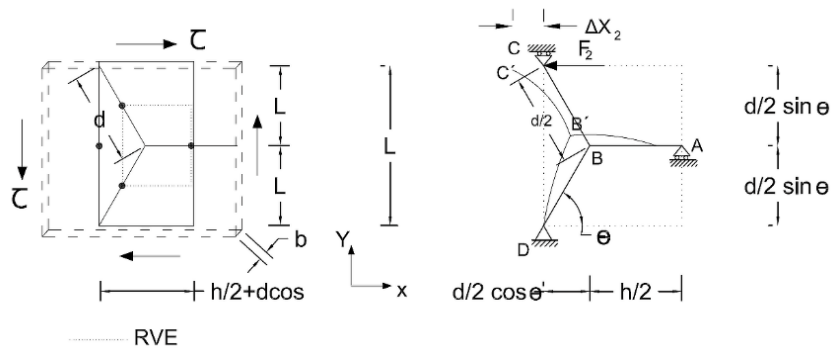 τ
ΔX₂
C
F₂
C´
L
d
d/2
L
d/2 sin ɵ
B´
A
B
τ
L
d/2 sin ɵ
b
Y
D
ɵ
x
h/2+dcos
d/2 cos ɵ'
h/2
RVE